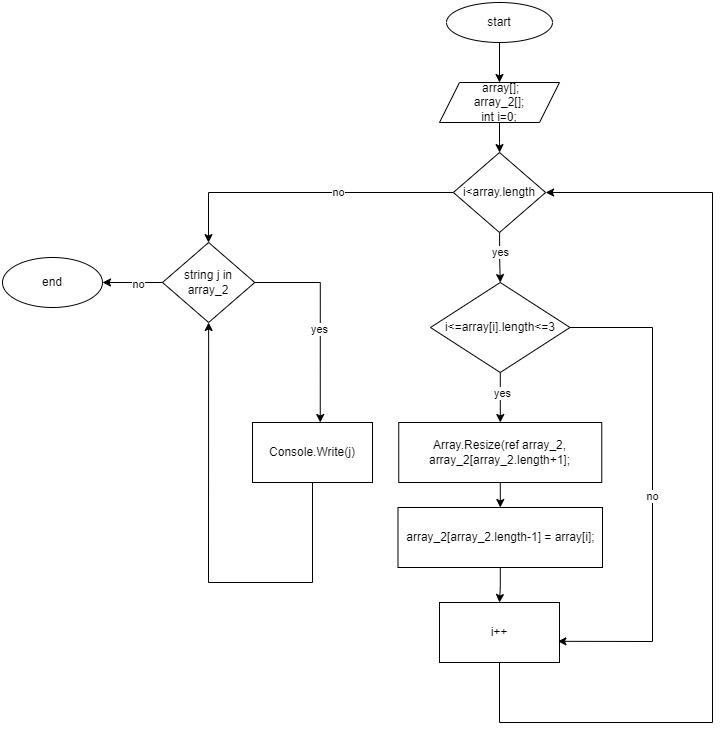 start
array[];
array_2[];
int i=0;
i<array.length
no
yes
string j in
array_2
no
end
yes
i<=array[i].length<=3
yes
no
Console.Write(j)
Array.Resize(ref array_2,
array_2[array_2.length+1];
array_2[array_2.length-1] = array[i];
i++